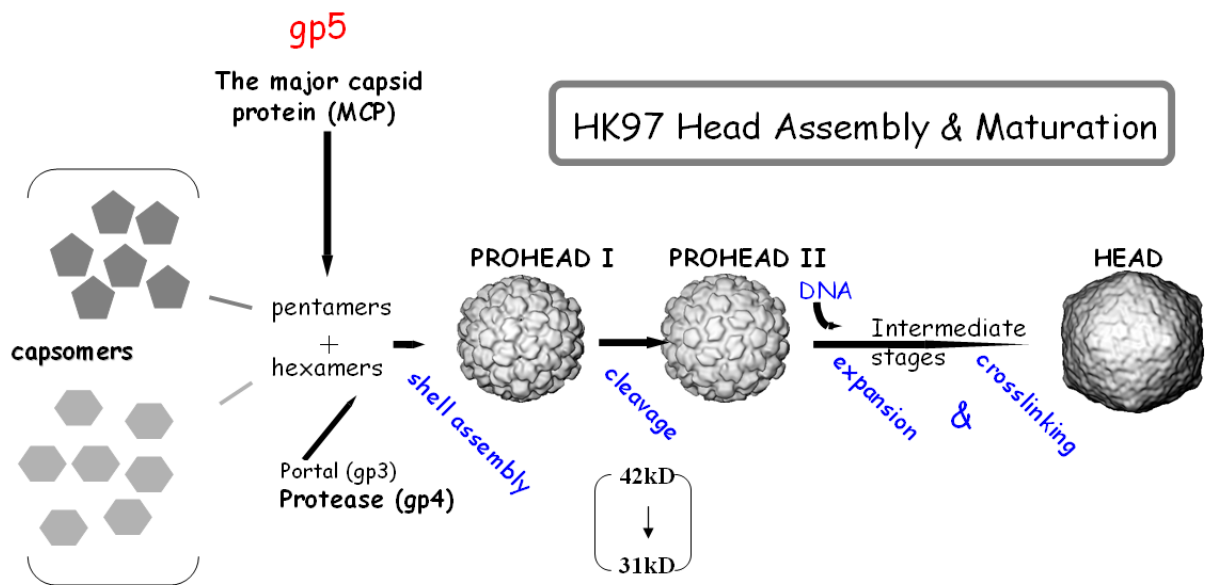 gp5
The major capsid
protein (MCP)
HK97 Head Assembly & Maturation
PROHEAD I
PROHEAD II
HEAD
DNA
pentamers
+
hexamers
capsomers
Intermediate
stages
shell assembly
cleavage
expansion
&
crosslinking
Portal (gp3)
Protease (gp4)
42kD
31kD